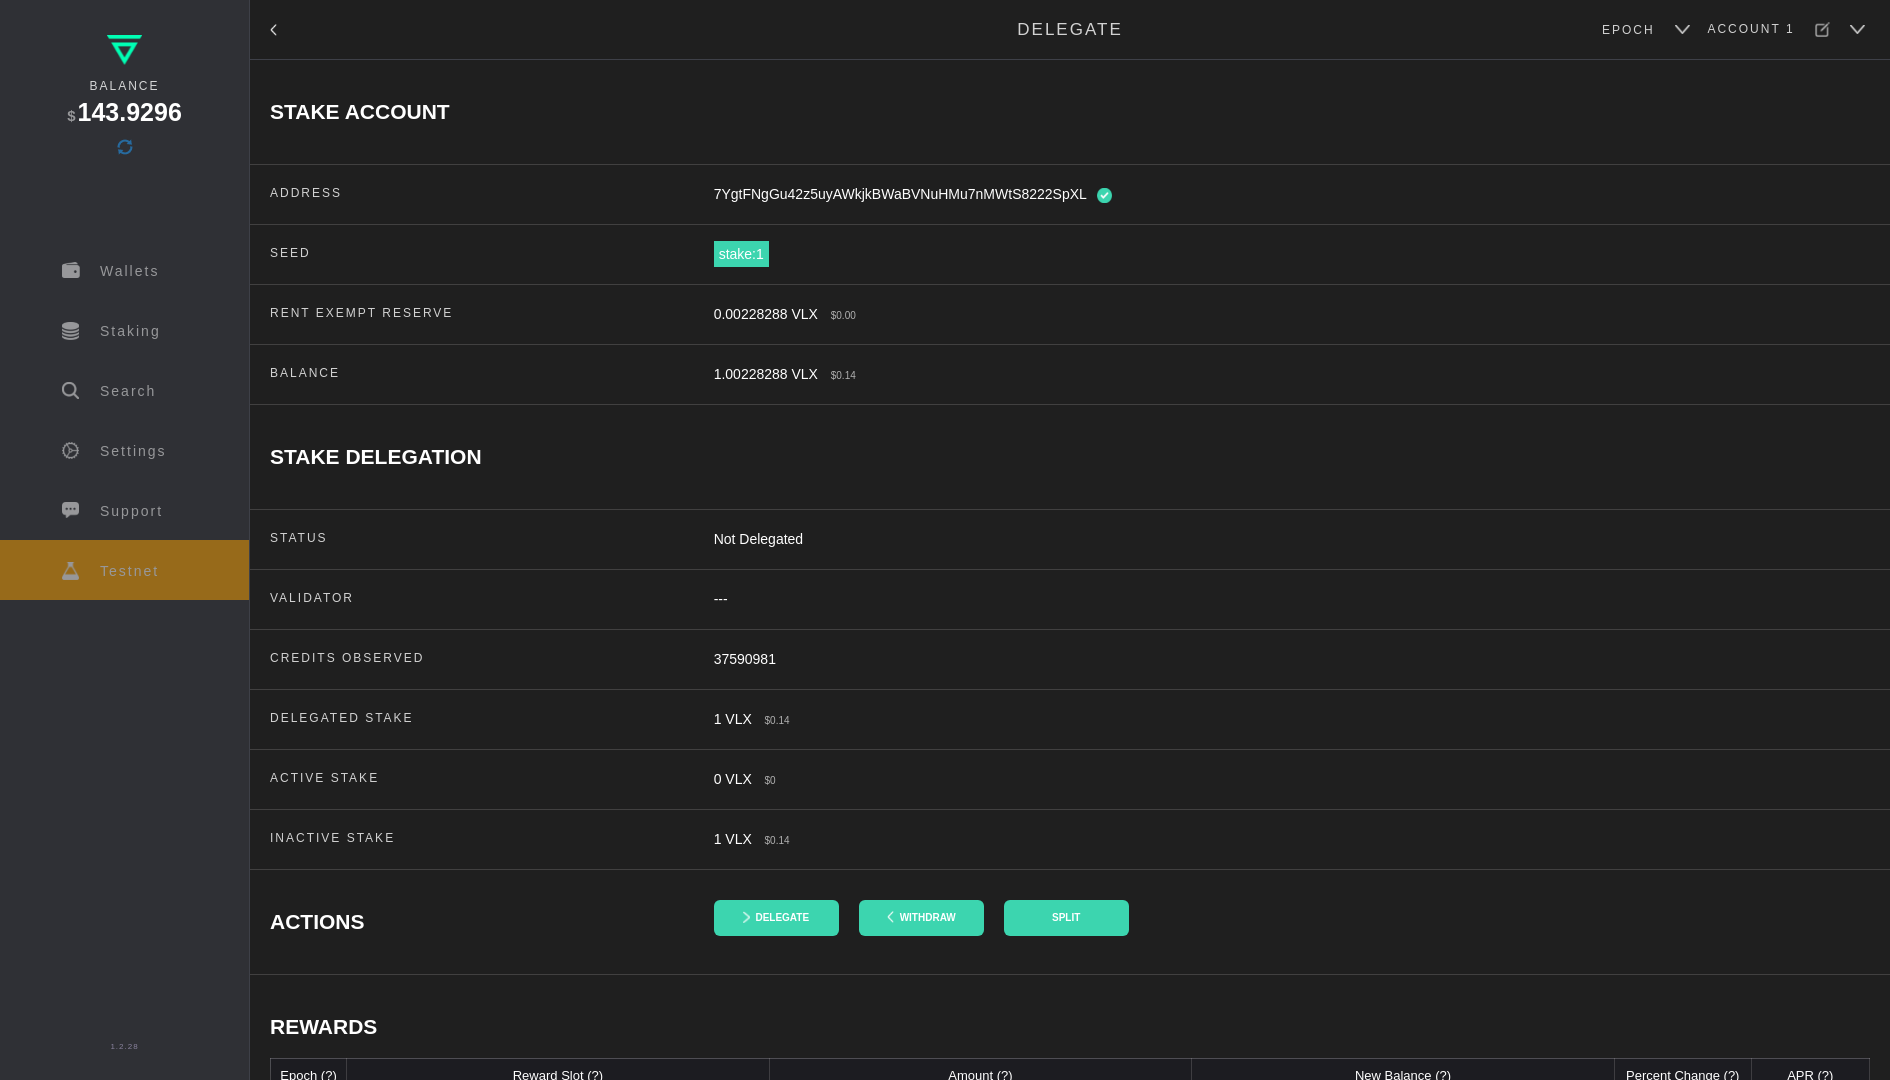 BALANCE
$143.9296
Wallets
Staking
Search
Settings
Support
Testnet
1.2.28
DELEGATE
EPOCH
ACCOUNT 1
STAKE ACCOUNT
ADDRESS 7YgtFNgGu42z5uyAWkjkBWaBVNuHMu7nMWtS8222SpXL
SEED stake:1
RENT EXEMPT RESERVE 0.00228288 VLX $0.00
BALANCE 1.00228288 VLX $0.14
STAKE DELEGATION
STATUS Not Delegated
VALIDATOR ---
CREDITS OBSERVED 37590981
DELEGATED STAKE 1 VLX $0.14
ACTIVE STAKE 0 VLX $0
INACTIVE STAKE 1 VLX $0.14
ACTIONS DELEGATE WITHDRAW SPLIT
REWARDS
Epoch (?) Reward Slot (?) Amount (?) New Balance (?) Percent Change (?) APR (?)